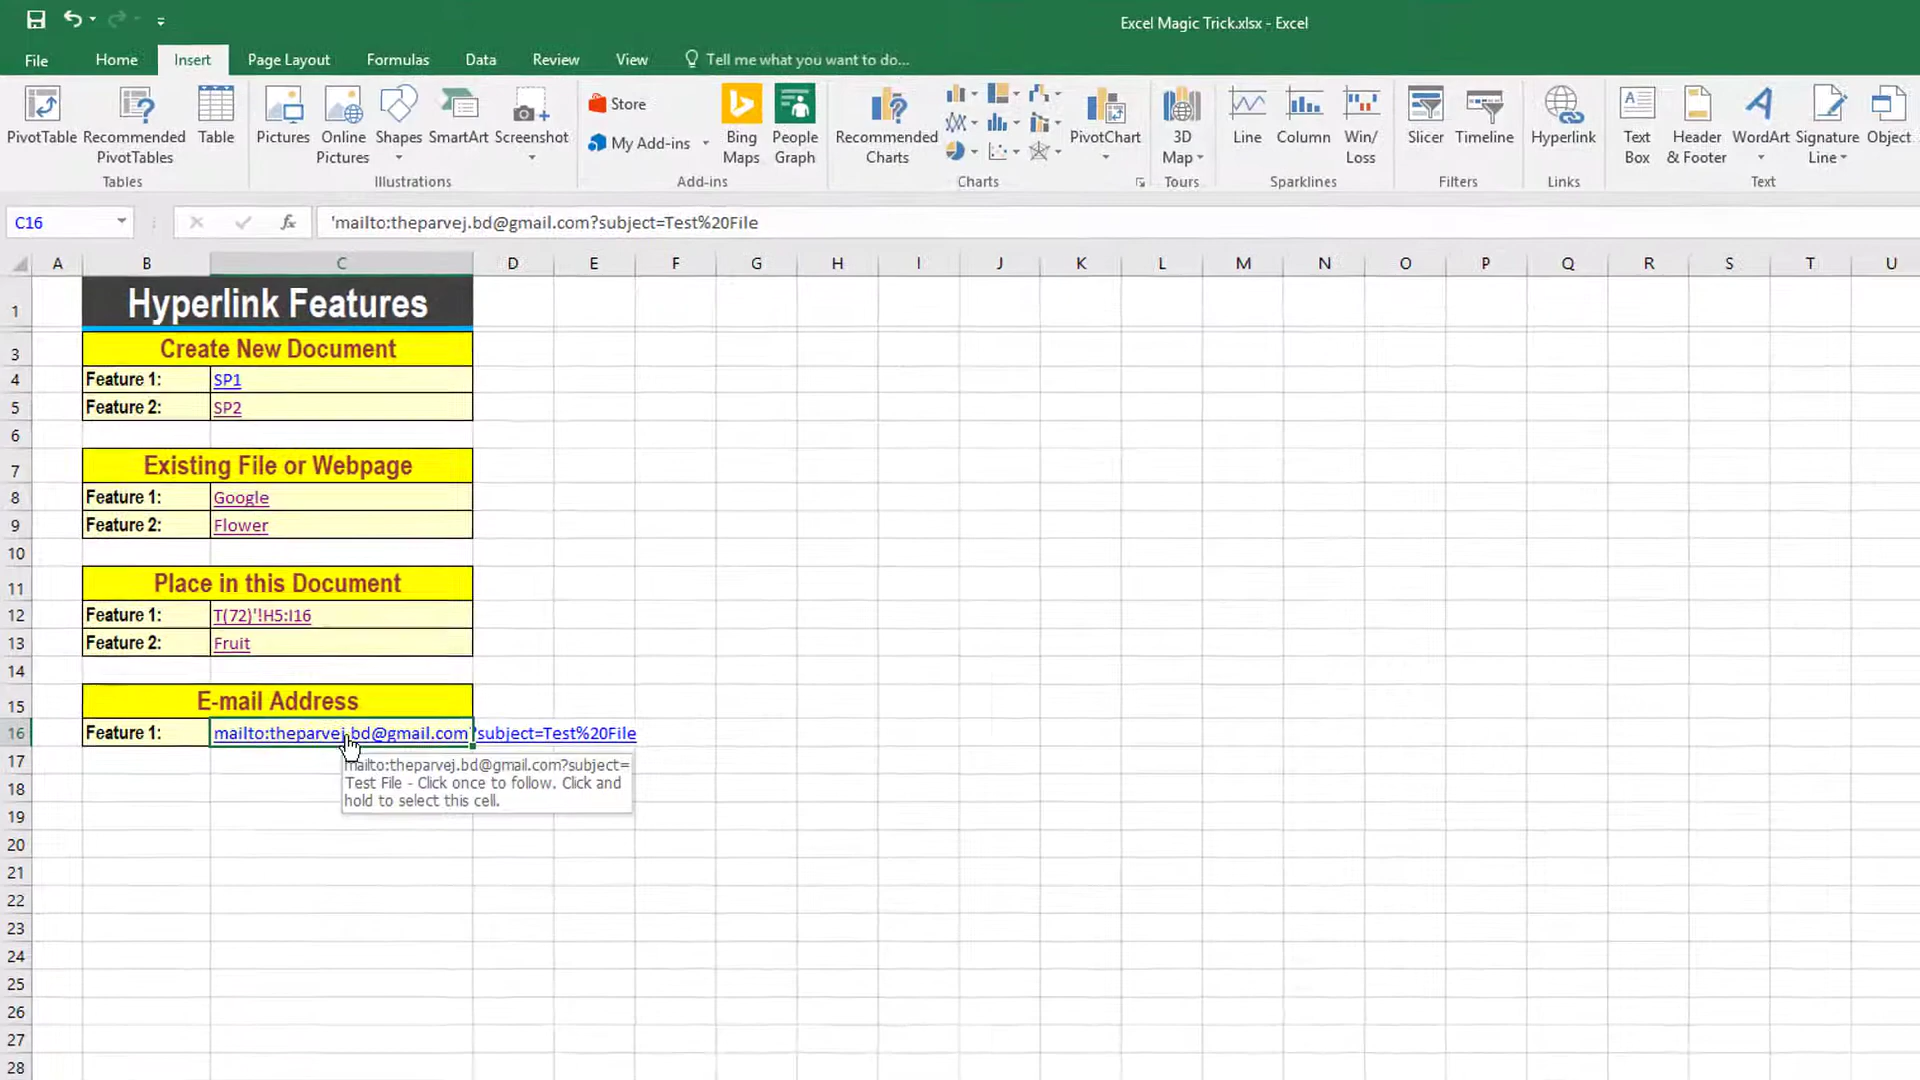 Excel Magic Trick.xlsx - Excel
File Home Insert Page Layout Formulas Data Review View Tell me what you want to do...
PivotTable
Recommended
PivotTables
Table
Tables
Pictures
Online
Pictures
Shapes
SmartArt
Screenshot
Illustrations
Store
My Add-ins
Bing
Maps
People
Graph
Add-ins
Recommended
Charts
PivotChart
Charts
3D
Map
Tours
Line
Column
Win/
Loss
Sparklines
Slicer
Timeline
Filters
Hyperlink
Links
Text
Box
Header
& Footer
WordArt
Signature
Line
Object
Text
C16 fx 'mailto:theparvej.bd@gmail.com?subject=Test%20File
A B C D E F G H I J K L M N O P Q R S T U
1 Hyperlink Features
3 Create New Document
4 Feature 1: SP1
5 Feature 2: SP2
6
7 Existing File or Webpage
8 Feature 1: Google
9 Feature 2: Flower
10
11 Place in this Document
12 Feature 1: T(72)'!H5:I16
13 Feature 2: Fruit
14
15 E-mail Address
16 Feature 1: mailto:theparvej.bd@gmail.com?subject=Test%20File
17 mailto:theparvej.bd@gmail.com?subject=
18 Test File - Click once to follow. Click and
hold to select this cell.
19
20
21
22
23
24
25
26
27
28